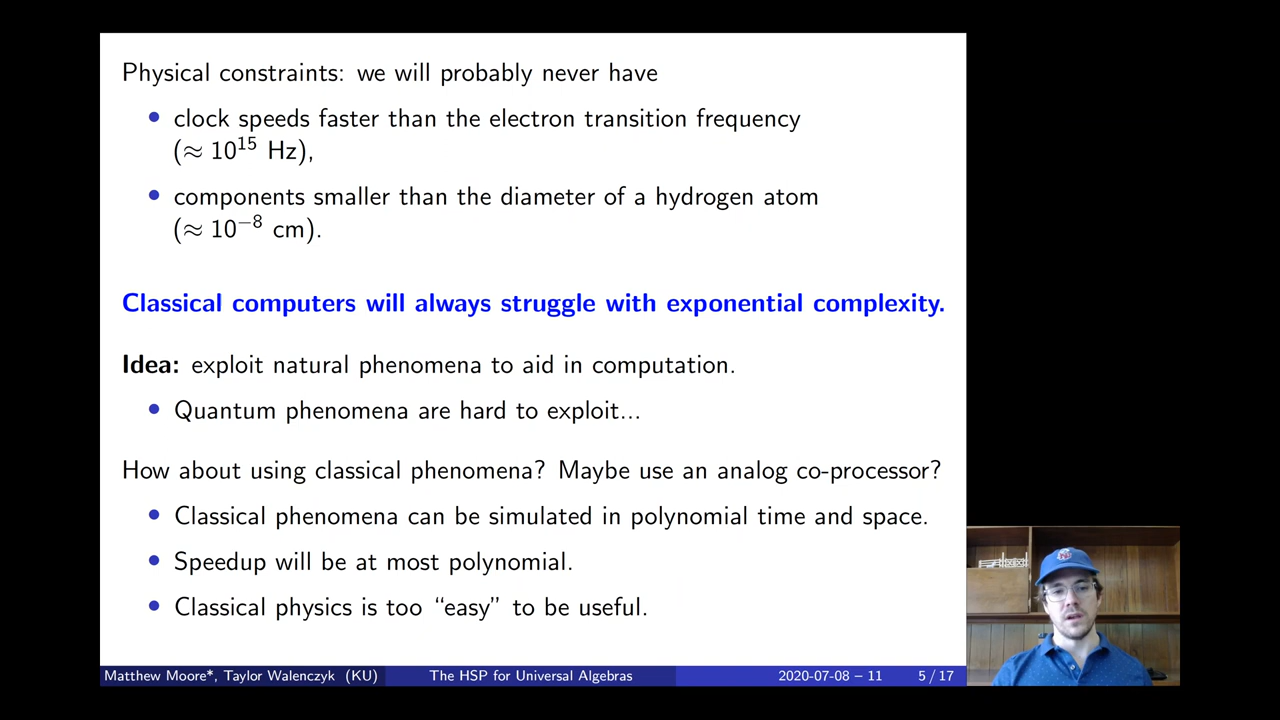 Physical constraints: we will probably never have
• clock speeds faster than the electron transition frequency
(≈ 10¹⁵ Hz),
• components smaller than the diameter of a hydrogen atom
(≈ 10⁻⁸ cm).
Classical computers will always struggle with exponential complexity.
Idea: exploit natural phenomena to aid in computation.
• Quantum phenomena are hard to exploit...
How about using classical phenomena? Maybe use an analog co-processor?
• Classical phenomena can be simulated in polynomial time and space.
• Speedup will be at most polynomial.
• Classical physics is too “easy” to be useful.
Matthew Moore*, Taylor Walenczyk (KU) The HSP for Universal Algebras 2020-07-08 – 11 5 / 17